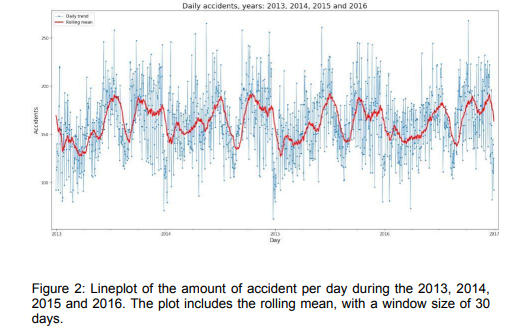 Daily accidents, years: 2013, 2014, 2015 and 2016
Daily trend
Rolling mean
250
200
150
100
Accidents
2013
2014
2015
2016
2017
Day
Figure 2: Lineplot of the amount of accident per day during the 2013, 2014,
2015 and 2016. The plot includes the rolling mean, with a window size of 30
days.